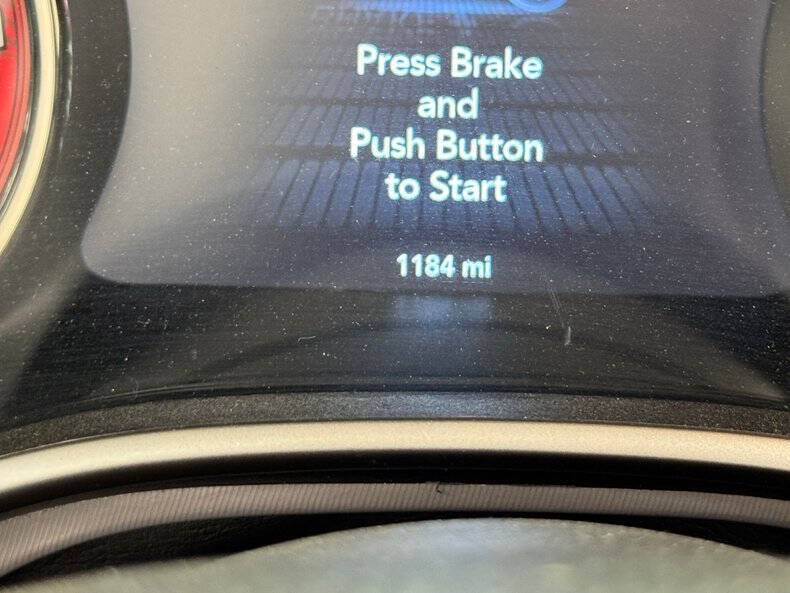 Press Brake
and
Push Button
to Start
1184 mi